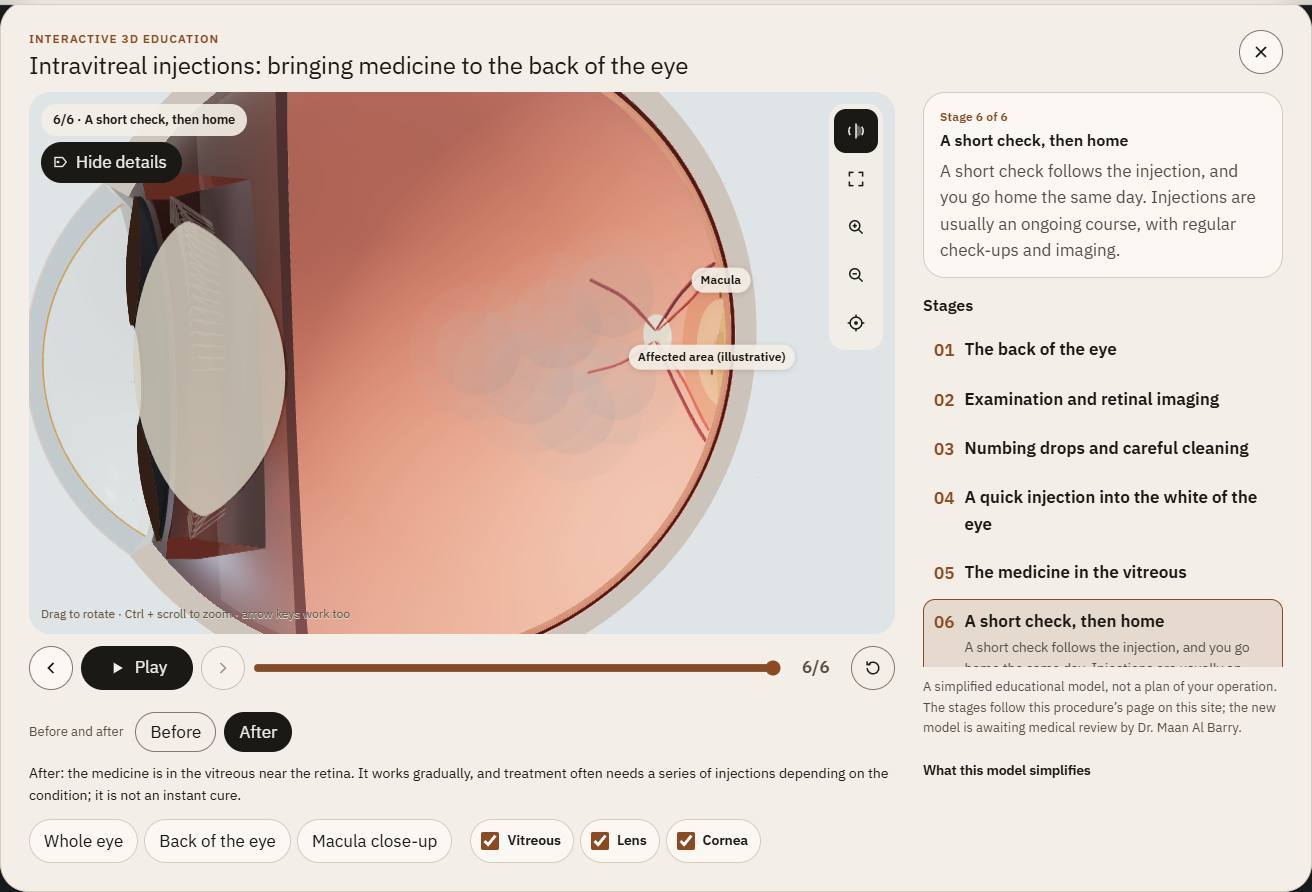 INTERACTIVE 3D EDUCATION
Intravitreal injections: bringing medicine to the back of the eye
6/6 · A short check, then home
Hide details
Macula
Affected area (illustrative)
Drag to rotate · Ctrl + scroll to zoom · arrow keys work too
Play
6/6
Before and after
Before
After
After: the medicine is in the vitreous near the retina. It works gradually, and treatment often needs a series of injections depending on the
condition; it is not an instant cure.
Whole eye
Back of the eye
Macula close-up
Vitreous
Lens
Cornea
Stage 6 of 6
A short check, then home
A short check follows the injection, and
you go home the same day. Injections are
usually an ongoing course, with regular
check-ups and imaging.
Stages
01 The back of the eye
02 Examination and retinal imaging
03 Numbing drops and careful cleaning
04 A quick injection into the white of the
eye
05 The medicine in the vitreous
06 A short check, then home
A short check follows the injection, and you go
home the same day. Injections are usually an
A simplified educational model, not a plan of your operation.
The stages follow this procedure’s page on this site; the new
model is awaiting medical review by Dr. Maan Al Barry.
What this model simplifies